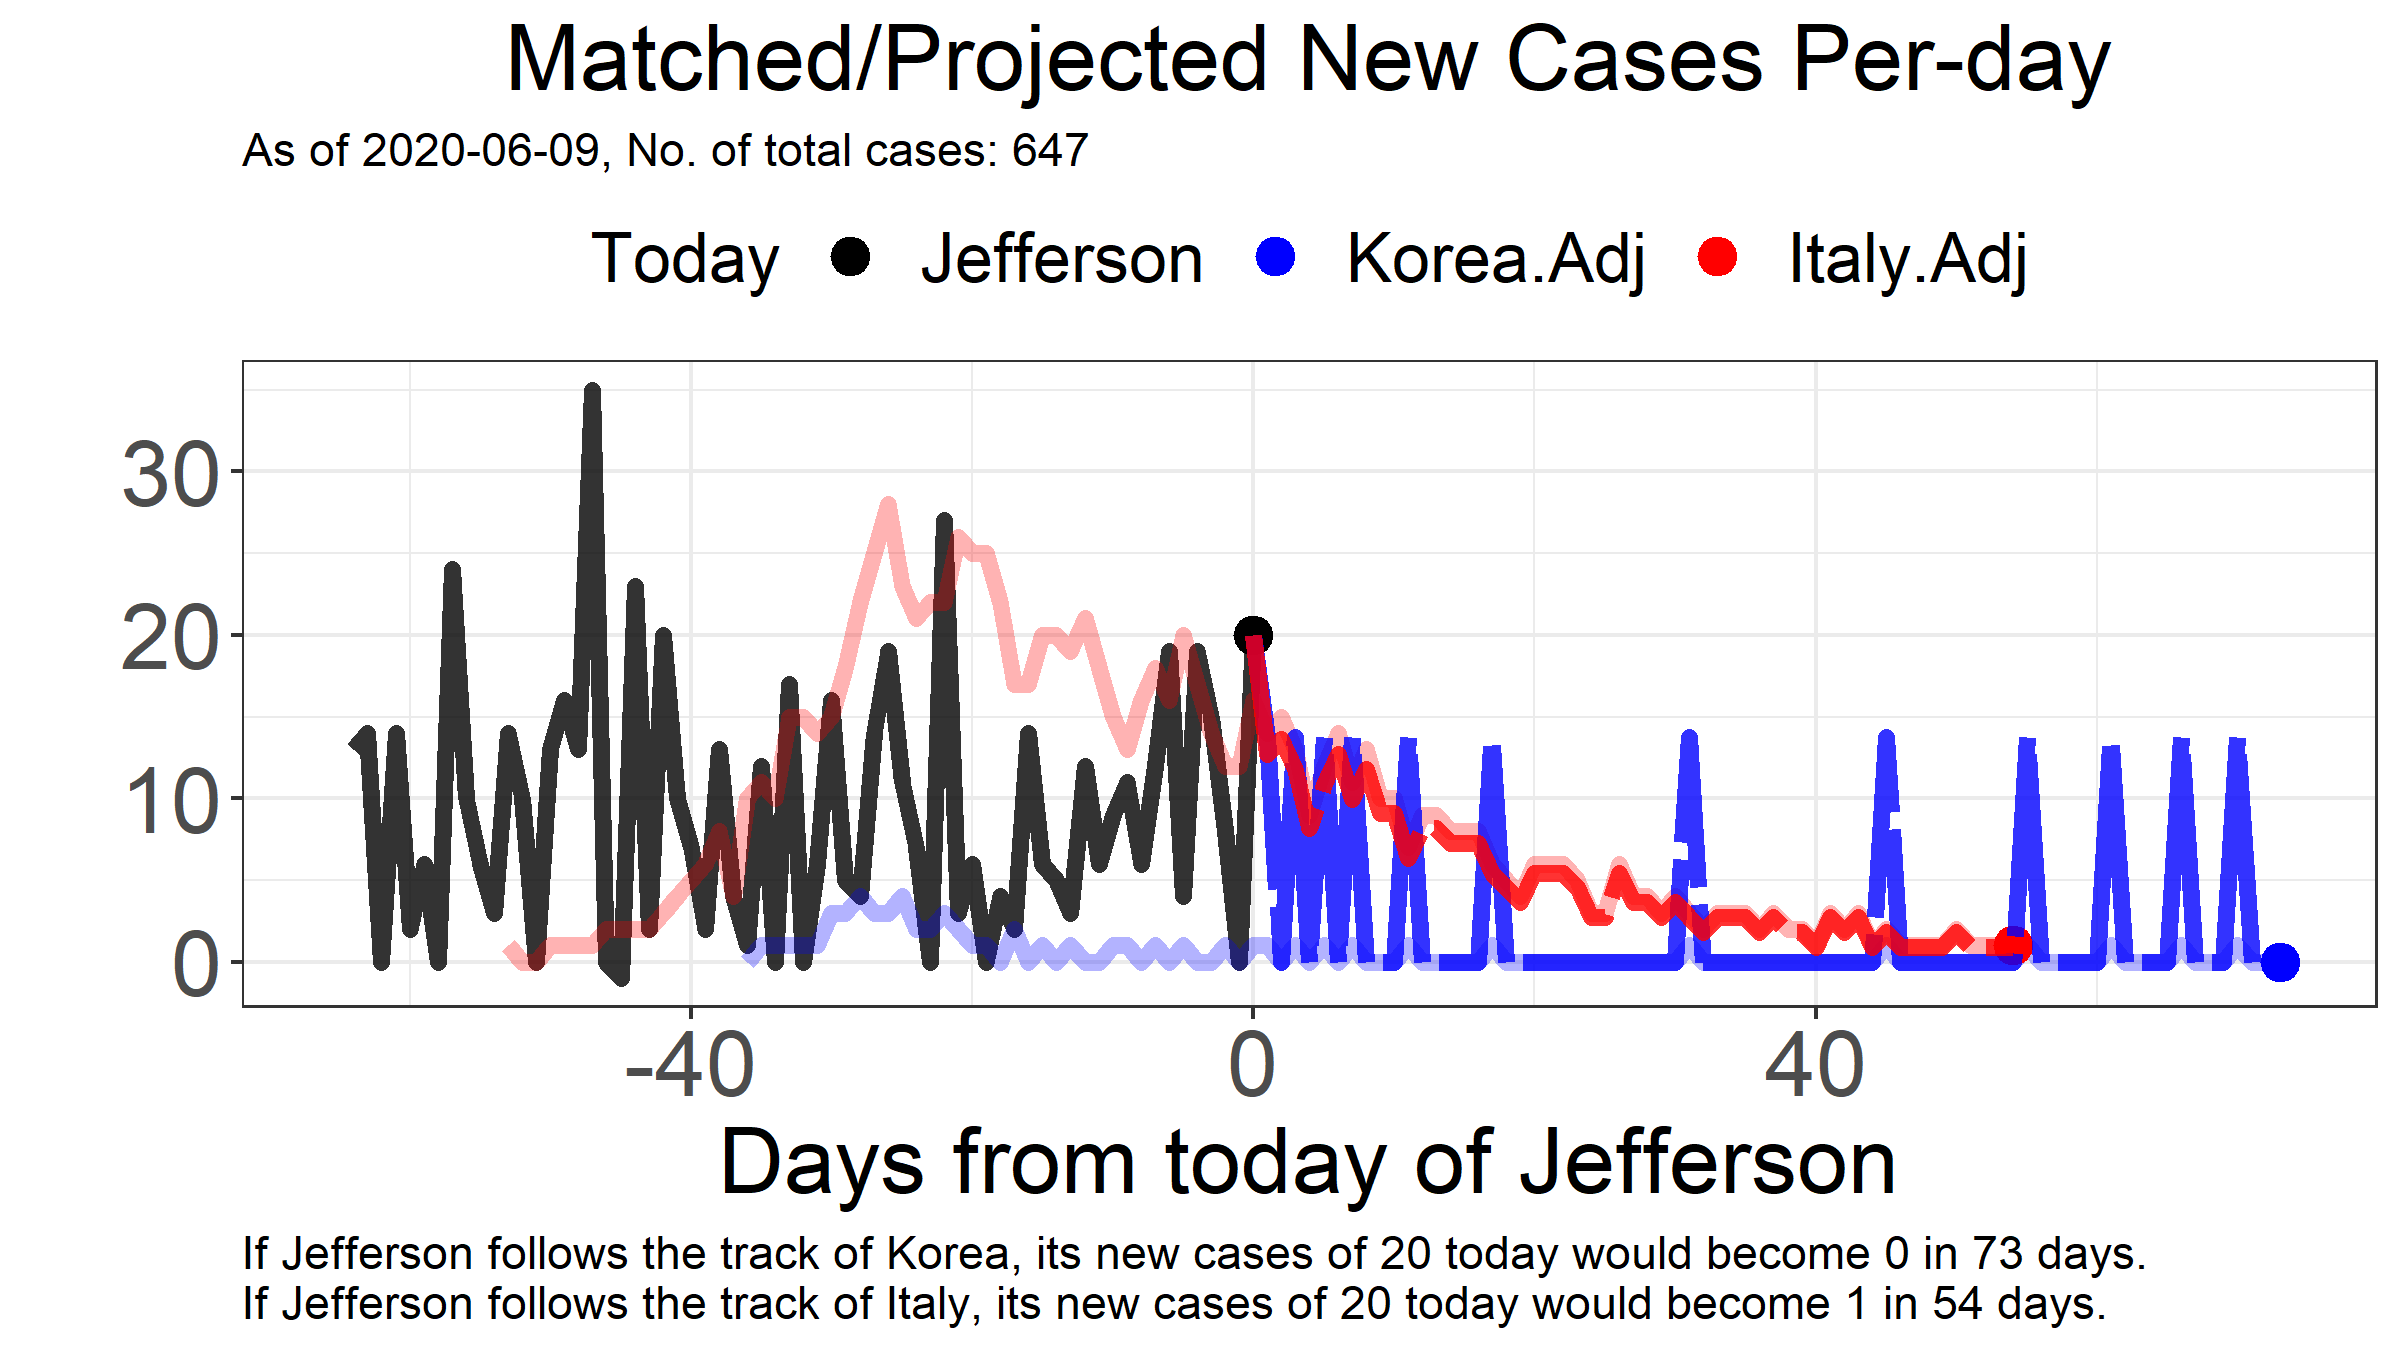 Matched/Projected New Cases Per-day
As of 2020-06-09, No. of total cases: 647
Today Jefferson Korea.Adj Italy.Adj
30
20
10
0
-40 0 40
Days from today of Jefferson
If Jefferson follows the track of Korea, its new cases of 20 today would become 0 in 73 days.
If Jefferson follows the track of Italy, its new cases of 20 today would become 1 in 54 days.